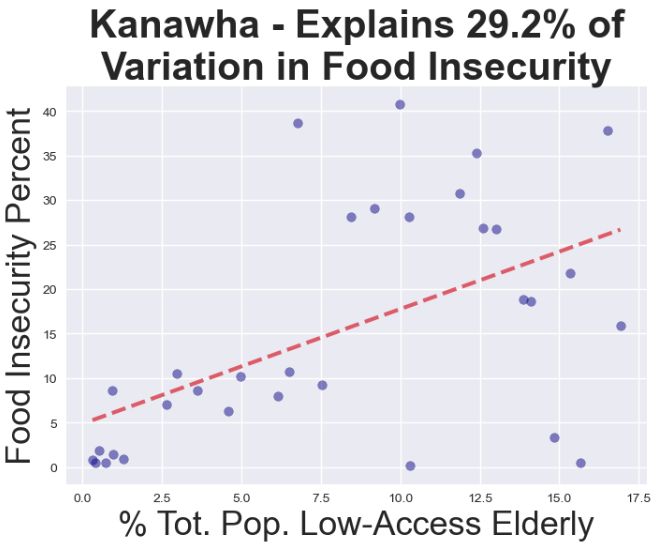 Kanawha - Explains 29.2% of
Variation in Food Insecurity
Food Insecurity Percent
40
35
30
25
20
15
10
5
0
0.0 2.5 5.0 7.5 10.0 12.5 15.0 17.5
% Tot. Pop. Low-Access Elderly